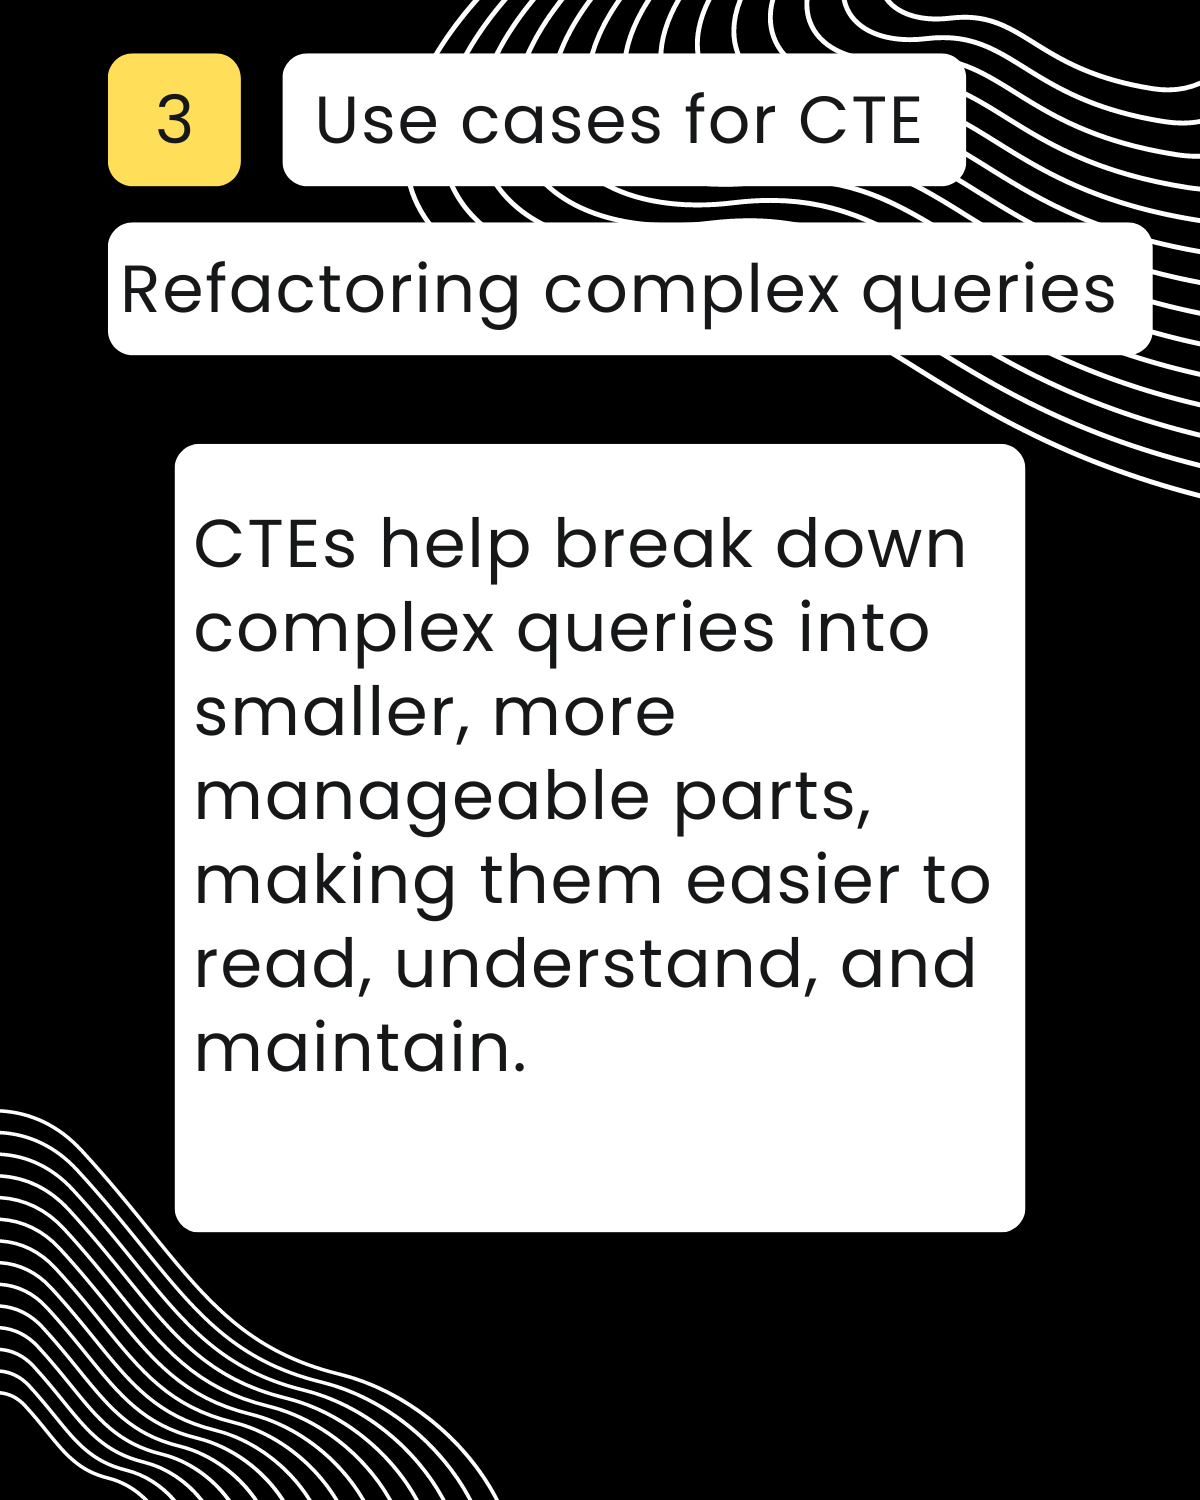 3
Use cases for CTE
Refactoring complex queries
CTEs help break down
complex queries into
smaller, more
manageable parts,
making them easier to
read, understand, and
maintain.